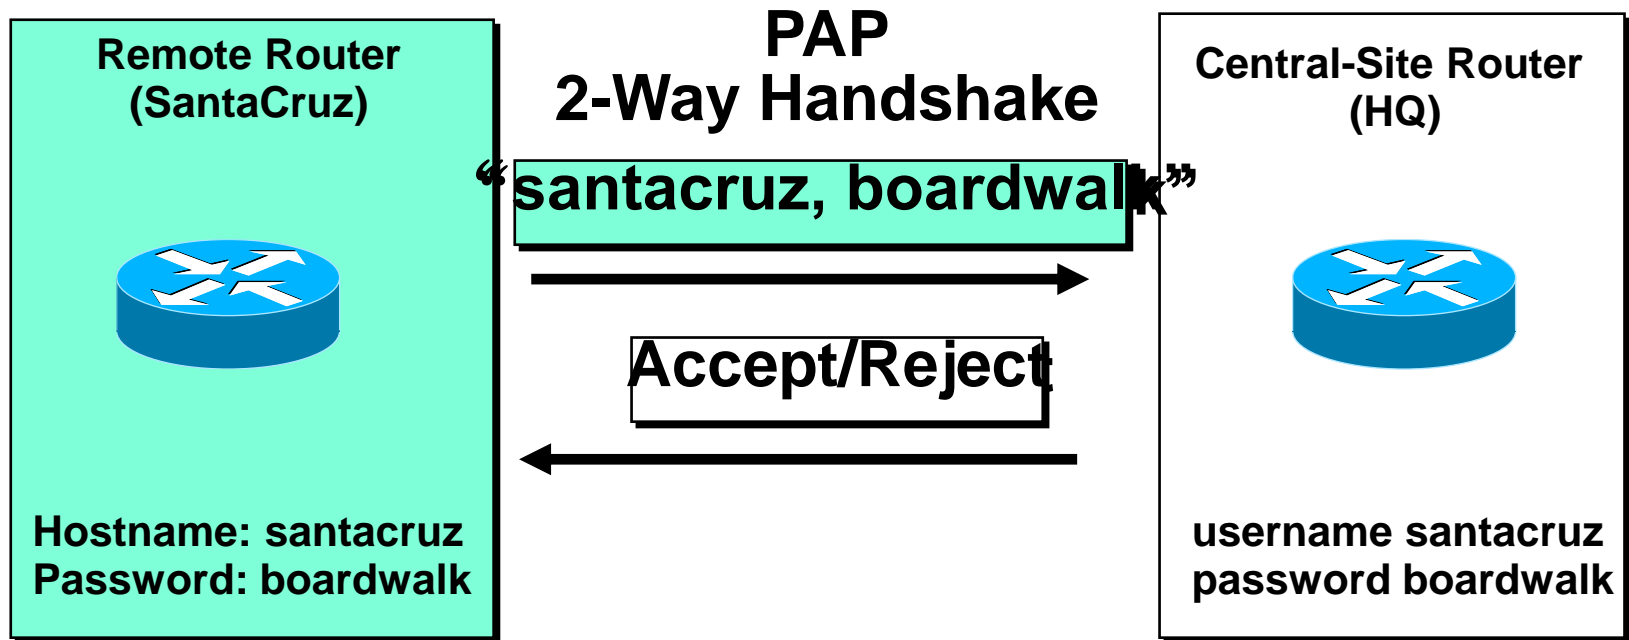 PAP
2-Way Handshake
Remote Router
(SantaCruz)
Central-Site Router
(HQ)
“santacruz, boardwalk”
Accept/Reject
Hostname: santacruz
Password: boardwalk
username santacruz
password boardwalk